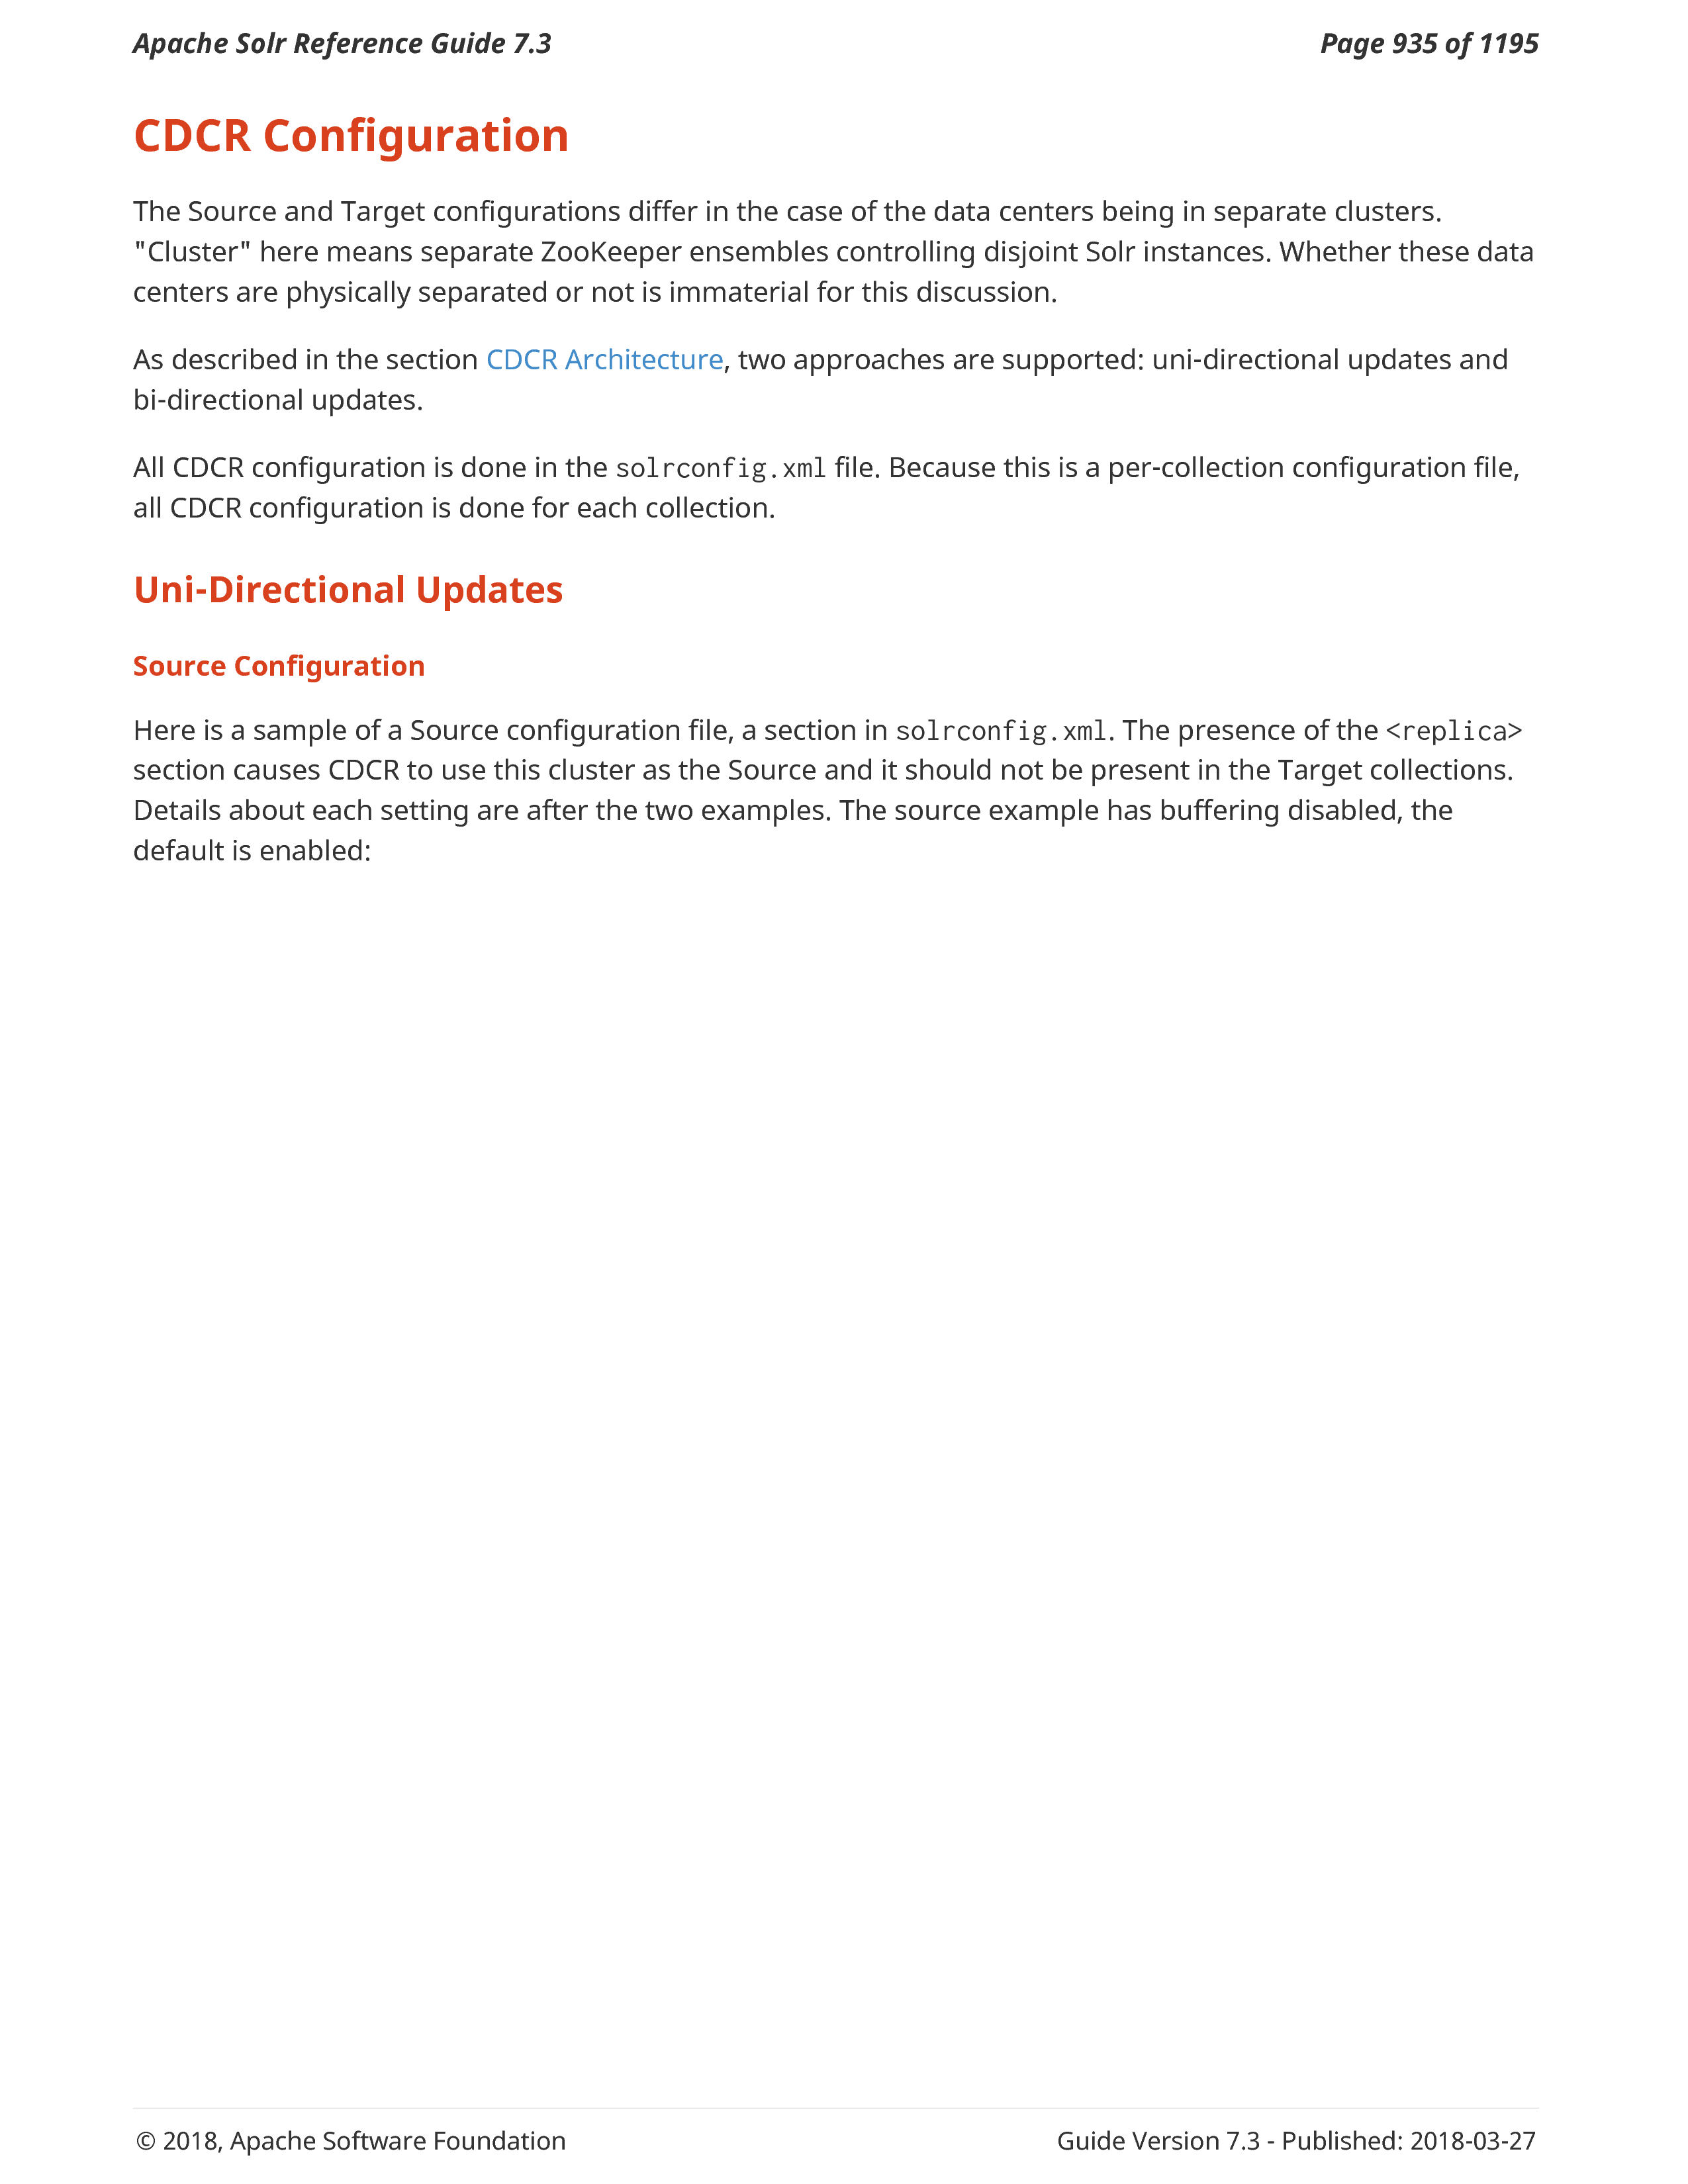 Apache Solr Reference Guide 7.3
Page 935 of 1195
CDCR Configuration
The Source and Target configurations differ in the case of the data centers being in separate clusters.
"Cluster" here means separate ZooKeeper ensembles controlling disjoint Solr instances. Whether these data
centers are physically separated or not is immaterial for this discussion.
As described in the section CDCR Architecture, two approaches are supported: uni-directional updates and
bi-directional updates.
All CDCR configuration is done in the solrconfig.xml file. Because this is a per-collection configuration file,
all CDCR configuration is done for each collection.
Uni-Directional Updates
Source Configuration
Here is a sample of a Source configuration file, a section in solrconfig.xml. The presence of the <replica>
section causes CDCR to use this cluster as the Source and it should not be present in the Target collections.
Details about each setting are after the two examples. The source example has buffering disabled, the
default is enabled:
© 2018, Apache Software Foundation
Guide Version 7.3 - Published: 2018-03-27